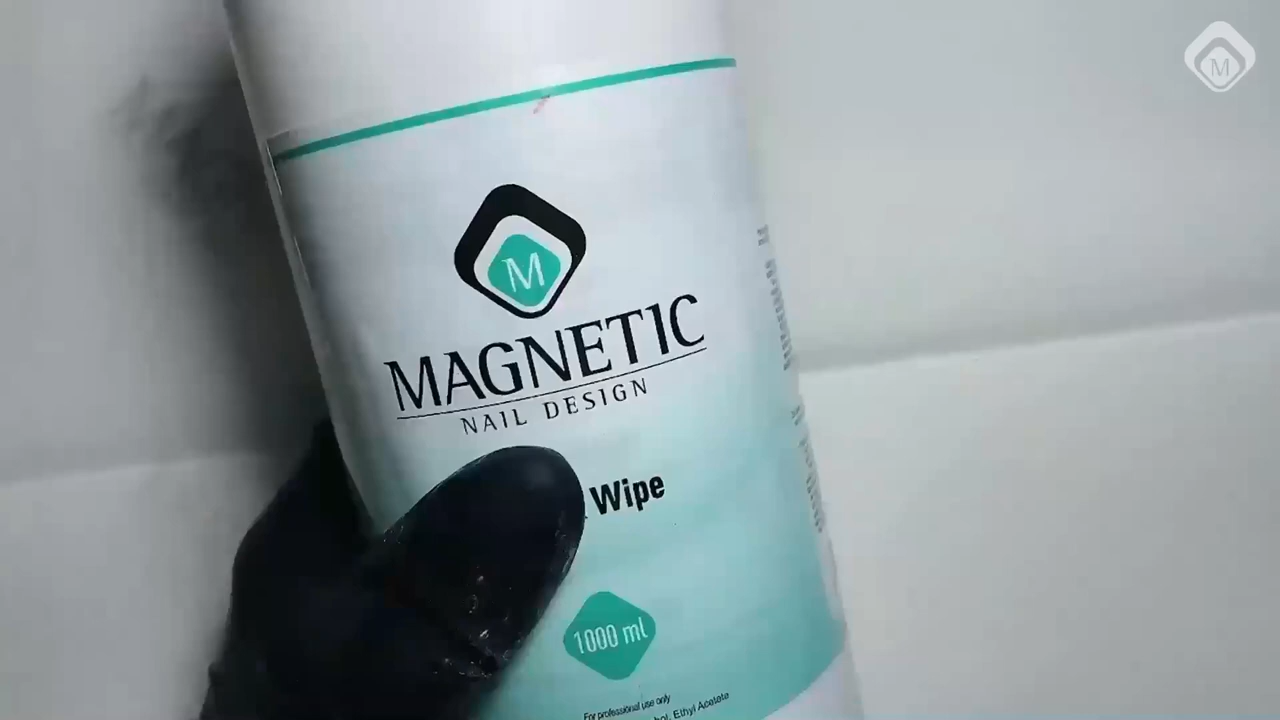 M
M
MAGNETIC
NAIL DESIGN
Wipe
1000 ml
For professional use only
Ethyl Acetate